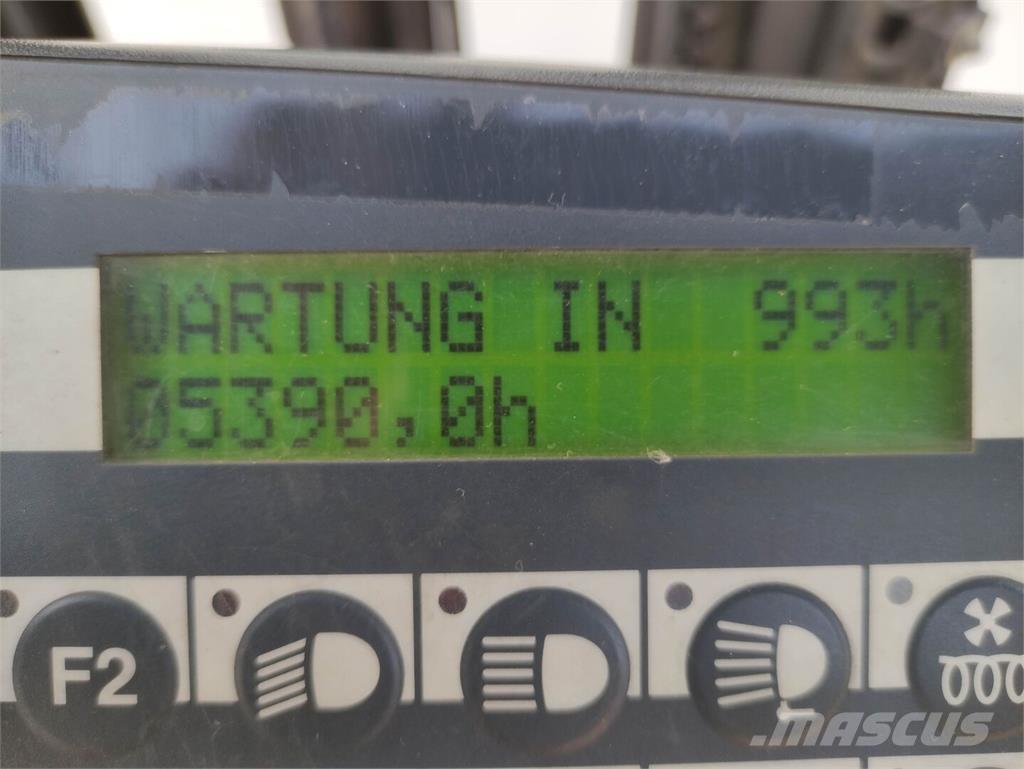 WARTUNG IN 993h
05390,0h
F2
MASCUS